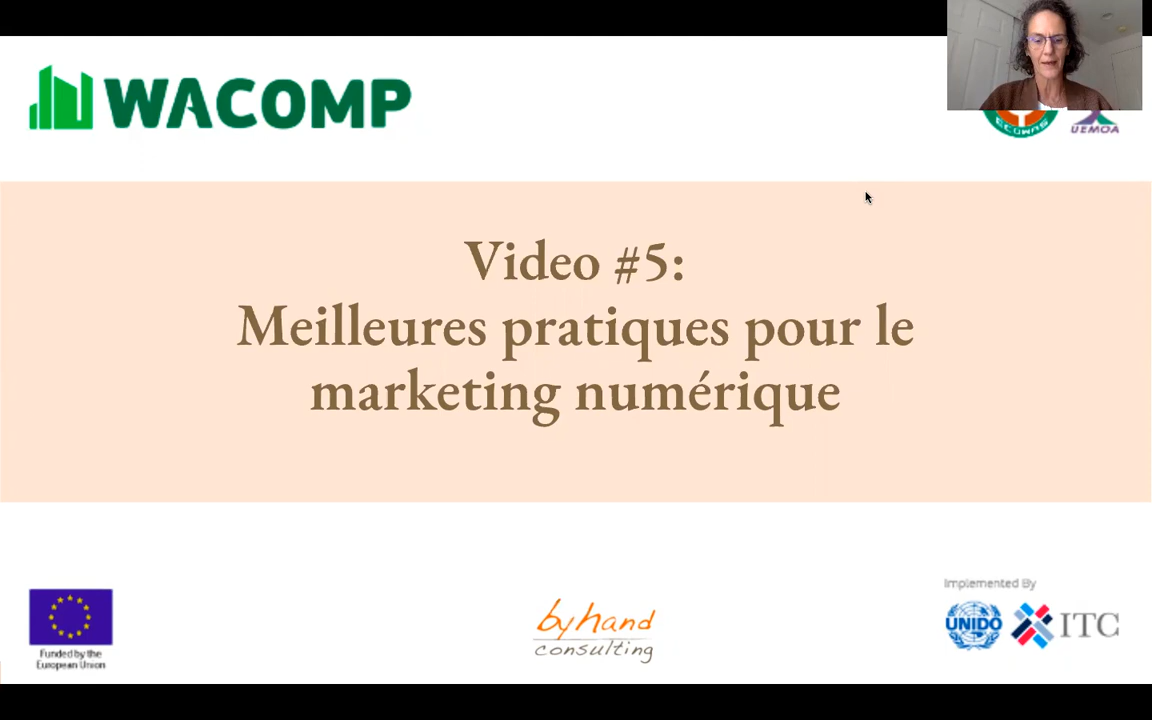 WACOMP
ECOWAS
UEMOA
Video #5:
Meilleures pratiques pour le
marketing numérique
Implemented By
UNIDO
ITC
byhand
consulting
Funded by the
European Union